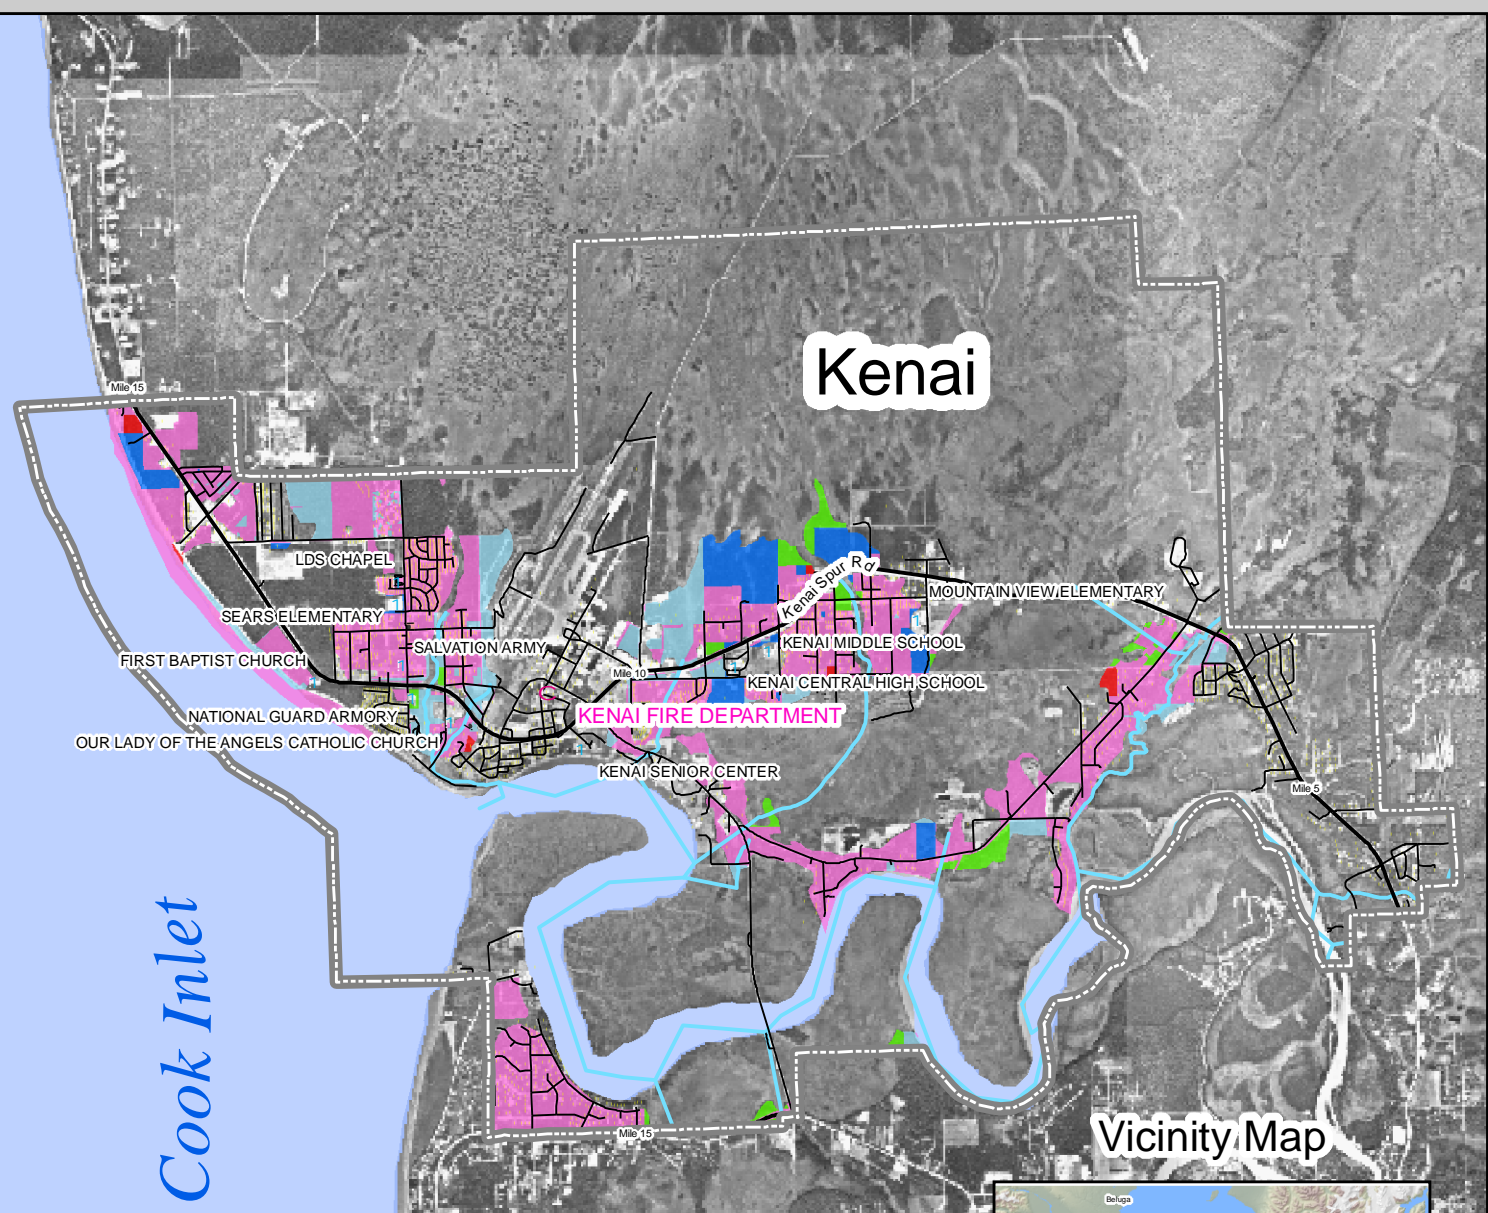 Kenai
Mile 15
LDS CHAPEL
Kenai Spur Rd
MOUNTAIN VIEW ELEMENTARY
SEARS ELEMENTARY
SALVATION ARMY
KENAI MIDDLE SCHOOL
FIRST BAPTIST CHURCH
Mile 10
KENAI CENTRAL HIGH SCHOOL
NATIONAL GUARD ARMORY
KENAI FIRE DEPARTMENT
OUR LADY OF THE ANGELS CATHOLIC CHURCH
KENAI SENIOR CENTER
Mile 5
Cook Inlet
Mile 15
Vicinity Map
Beluga